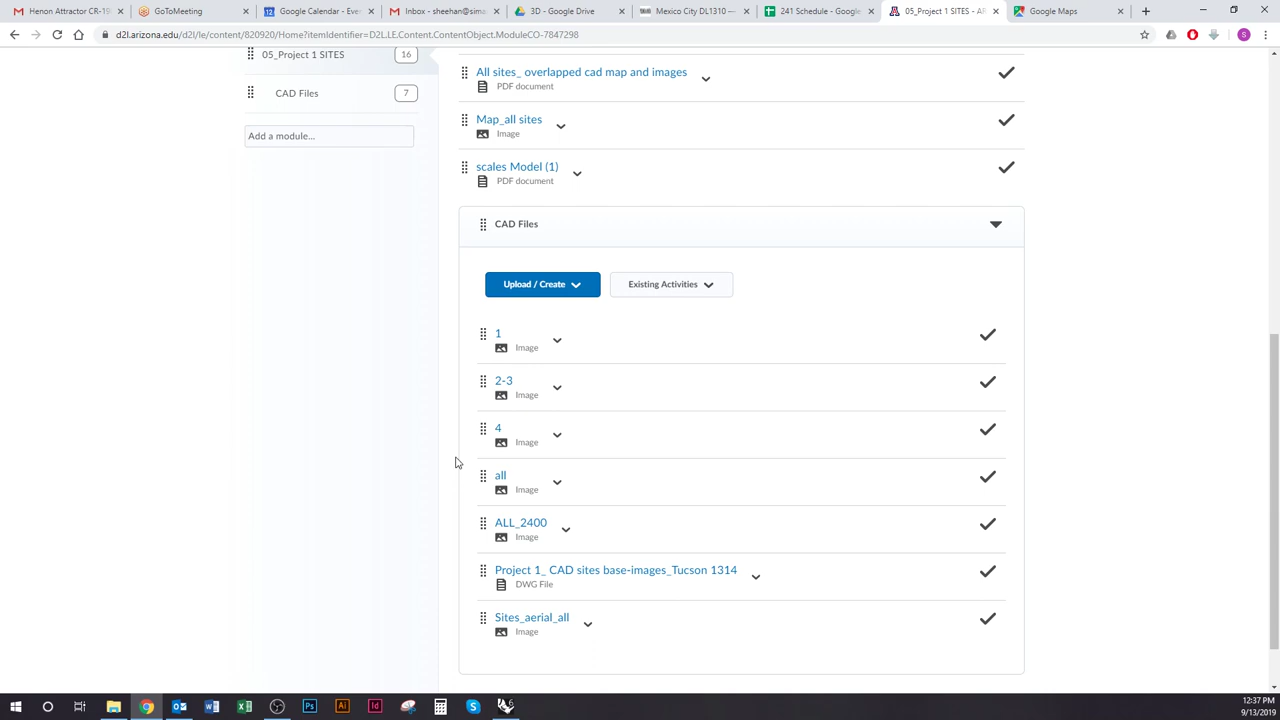 Henon Attractor CR-19
GoToMeeting
Google Calendar - Eve
Inbox - sheehan@sima
3D - Google Drive
Mexico City DL1310 —
241 Schedule - Google
05_Project 1 SITES - AR
Google Maps
d2l.arizona.edu/d2l/le/content/820920/Home?itemIdentifier=D2L.LE.Content.ContentObject.ModuleCO-7847298
05_Project 1 SITES 16
CAD Files 7
Add a module...
All sites_ overlapped cad map and images
PDF document
Map_all sites
Image
scales Model (1)
PDF document
CAD Files
Upload / Create
Existing Activities
1
Image
2-3
Image
4
Image
all
Image
ALL_2400
Image
Project 1_ CAD sites base-images_Tucson 1314
DWG File
Sites_aerial_all
Image
12:37 PM
9/13/2019